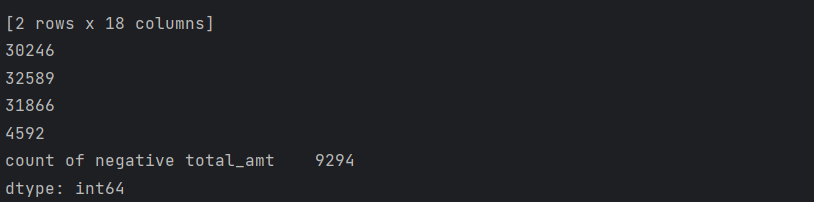 [2 rows x 18 columns]
30246
32589
31866
4592
count of negative total_amt    9294
dtype: int64